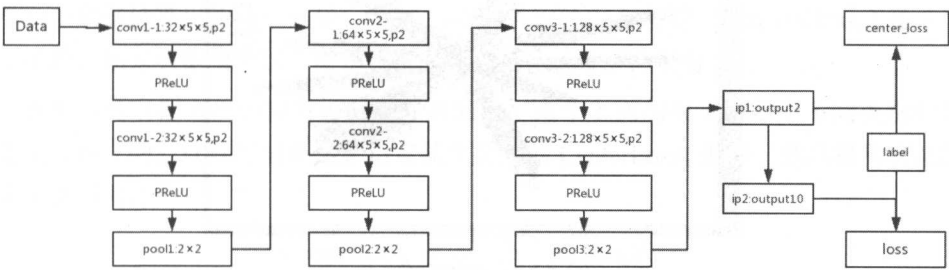 Data
conv1-1:32×5×5,p2
PReLU
conv1-2:32×5×5,p2
PReLU
pool1:2×2
conv2-
1:64×5×5,p2
PReLU
conv2-
2:64×5×5,p2
PReLU
pool2:2×2
conv3-1:128×5×5,p2
PReLU
conv3-2:128×5×5,p2
PReLU
pool3:2×2
ip1:output2
ip2:output10
center_loss
label
loss